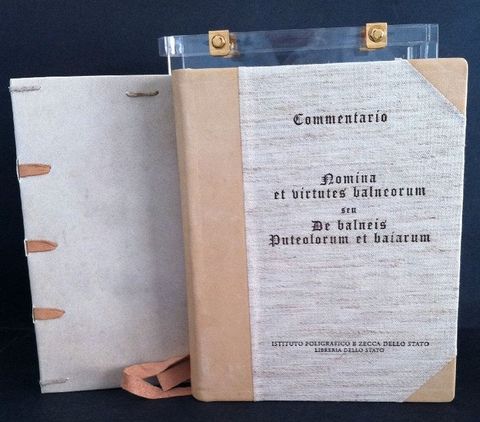 Commentario
Nomina
et virtutes balneorum
seu
De balneis
Puteolorum et baiarum
ISTITUTO POLIGRAFICO E ZECCA DELLO STATO
LIBRERIA DELLO STATO